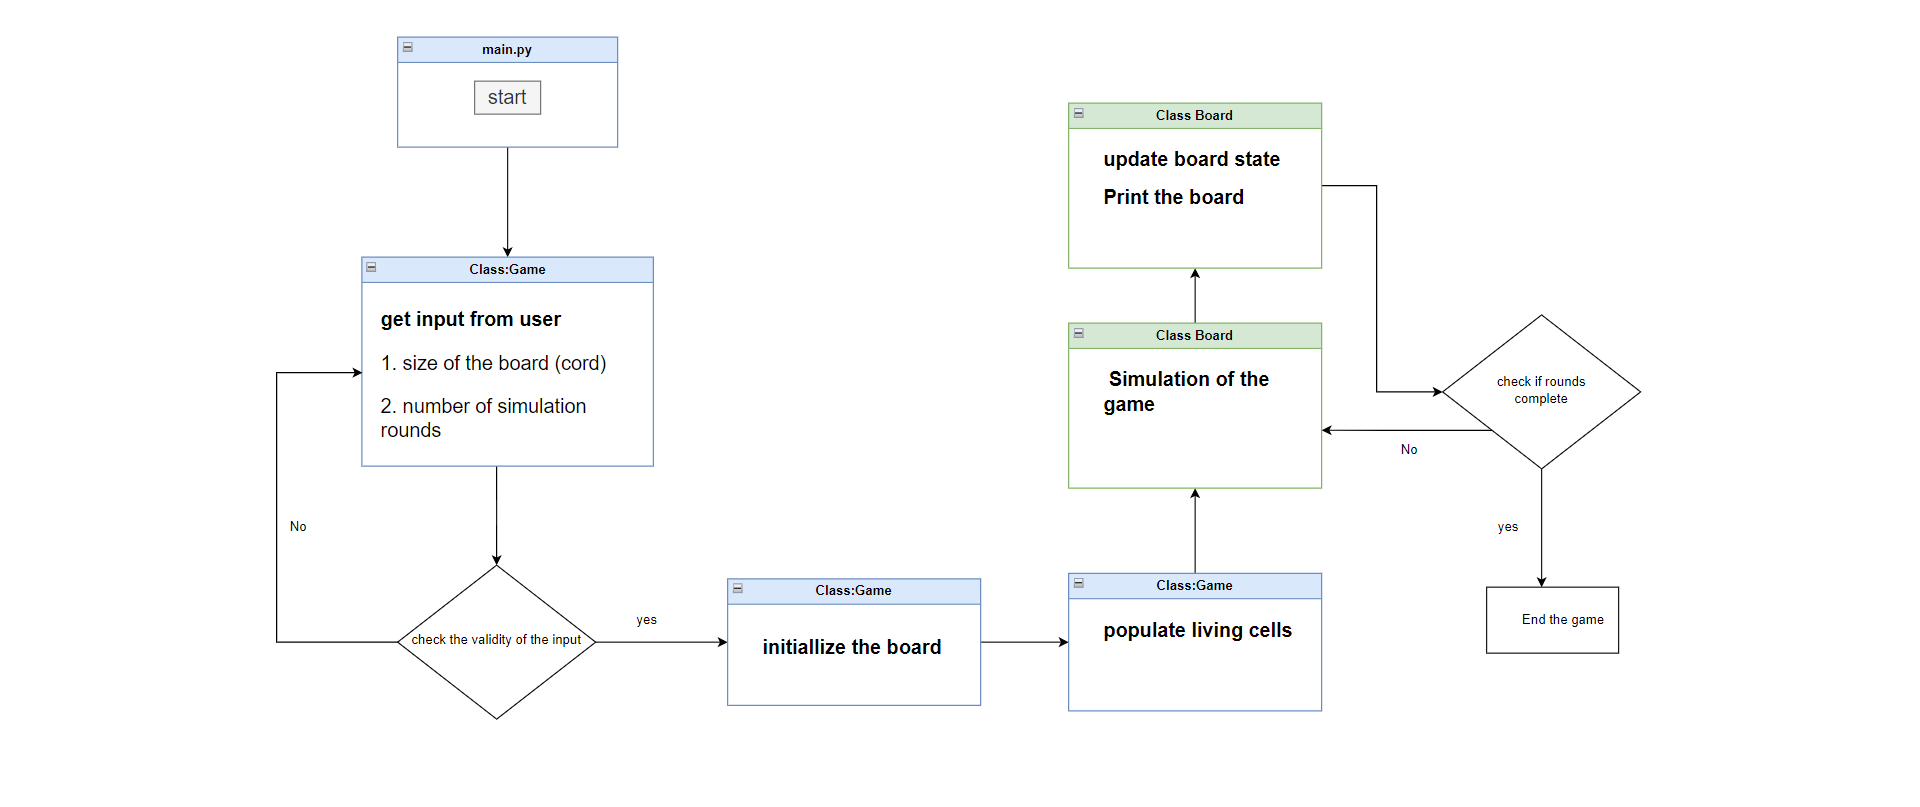 main.py
start
Class:Game
get input from user
1. size of the board (cord)
2. number of simulation
rounds
No
check the validity of the input
yes
Class:Game
initiallize the board
Class:Game
populate living cells
Class Board
Simulation of the
game
Class Board
update board state
Print the board
check if rounds
complete
No
yes
End the game